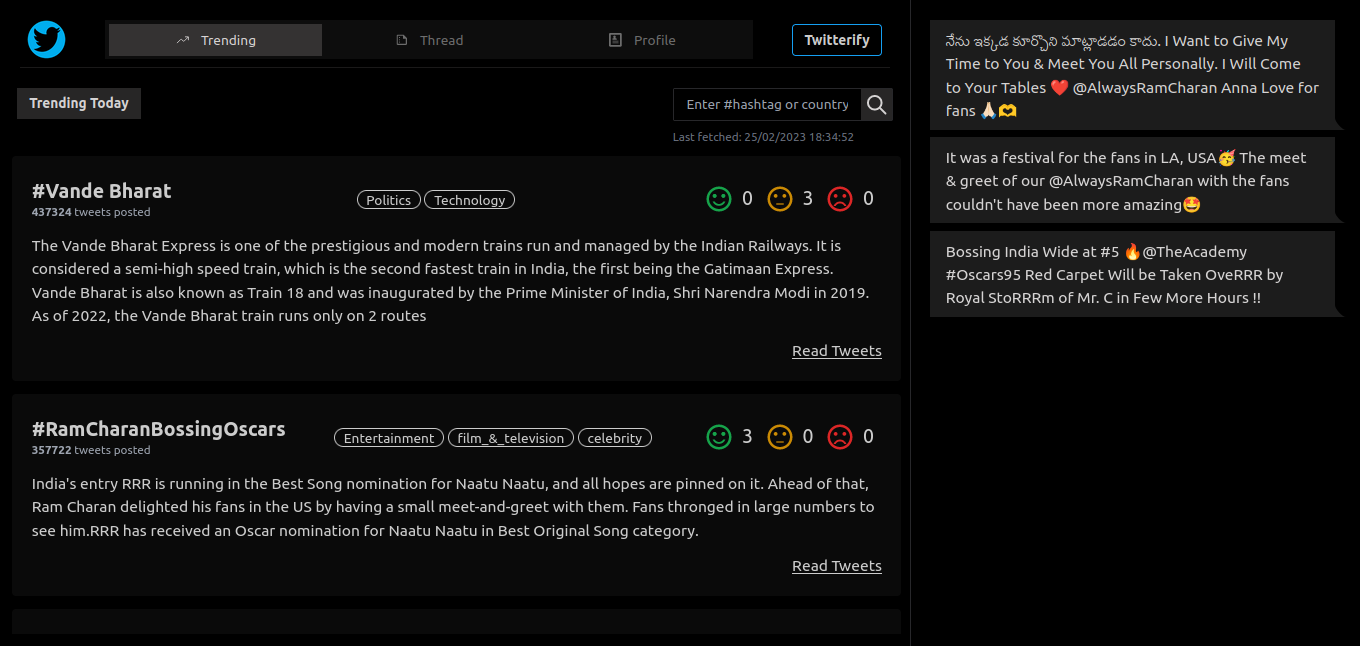 Trending
Thread
Profile
Twitterify
Trending Today
Enter #hashtag or country
Last fetched: 25/02/2023 18:34:52
#Vande Bharat
437324 tweets posted
Politics
Technology
0
3
0
The Vande Bharat Express is one of the prestigious and modern trains run and managed by the Indian Railways. It is
considered a semi-high speed train, which is the second fastest train in India, the first being the Gatimaan Express.
Vande Bharat is also known as Train 18 and was inaugurated by the Prime Minister of India, Shri Narendra Modi in 2019.
As of 2022, the Vande Bharat train runs only on 2 routes
Read Tweets
#RamCharanBossingOscars
357722 tweets posted
Entertainment
film_&_television
celebrity
3
0
0
India's entry RRR is running in the Best Song nomination for Naatu Naatu, and all hopes are pinned on it. Ahead of that,
Ram Charan delighted his fans in the US by having a small meet-and-greet with them. Fans thronged in large numbers to
see him.RRR has received an Oscar nomination for Naatu Naatu in Best Original Song category.
Read Tweets
నేను ఇక్కడ కూర్చొని మాట్లాడడం కాదు. I Want to Give My
Time to You & Meet You All Personally. I Will Come
to Your Tables ❤️ @AlwaysRamCharan Anna Love for
fans 🙏🏻🫶
It was a festival for the fans in LA, USA🥳 The meet
& greet of our @AlwaysRamCharan with the fans
couldn't have been more amazing🤩
Bossing India Wide at #5 🔥@TheAcademy
#Oscars95 Red Carpet Will be Taken OveRRR by
Royal StoRRRm of Mr. C in Few More Hours !!